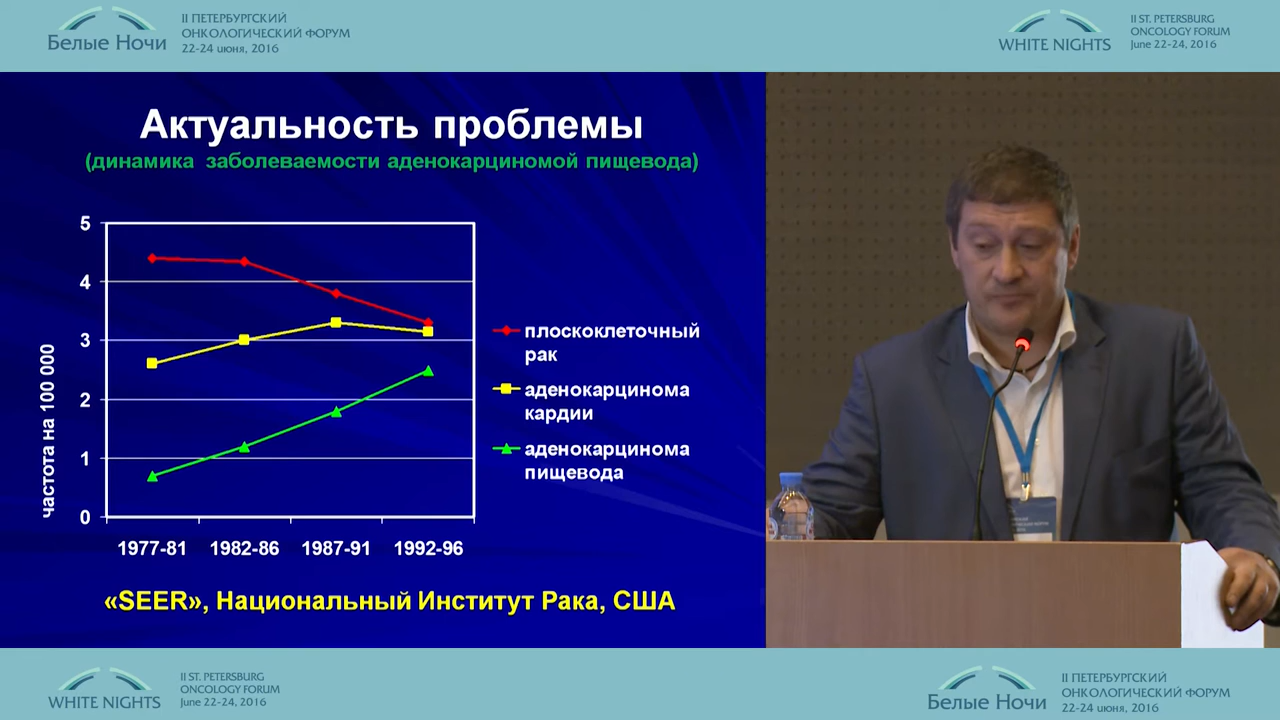 II ПЕТЕРБУРГСКИЙ
ОНКОЛОГИЧЕСКИЙ ФОРУМ
Белые Ночи
22-24 июня, 2016
II ST. PETERSBURG
ONCOLOGY FORUM
WHITE NIGHTS
June 22-24, 2016
Актуальность проблемы
(динамика заболеваемости аденокарциномой пищевода)
частота на 100 000
5
4
3
2
1
0
1977-81 1982-86 1987-91 1992-96
плоскоклеточный
рак
аденокарцинома
кардии
аденокарцинома
пищевода
«SEER», Национальный Институт Рака, США
II ST. PETERSBURG
ONCOLOGY FORUM
WHITE NIGHTS
June 22-24, 2016
II ПЕТЕРБУРГСКИЙ
ОНКОЛОГИЧЕСКИЙ ФОРУМ
Белые Ночи
22-24 июня, 2016